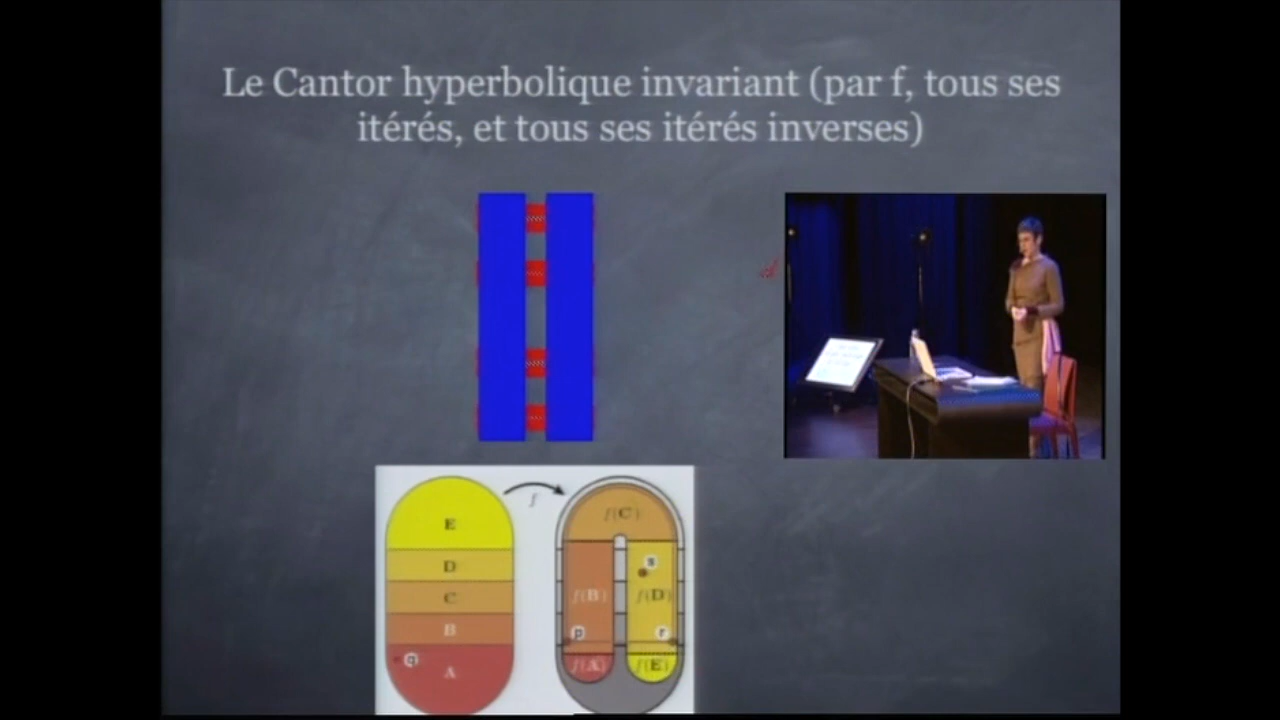 Le Cantor hyperbolique invariant (par f, tous ses
itérés, et tous ses itérés inverses)
E
D
C
B
q
A
f
f(C)
s
f(B)
f(D)
p
r
f(A)
f(E)